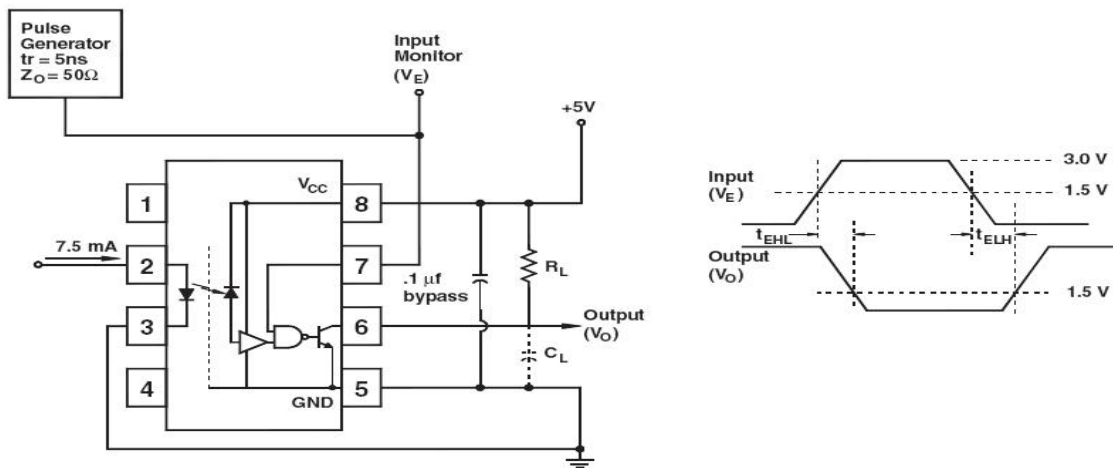 Pulse
Generator
tr = 5ns
ZO = 50Ω
Input
Monitor
(VE)
+5V
7.5 mA
1
2
3
4
VCC
GND
8
7
6
5
.1 µf
bypass
RL
CL
Output
(VO)
Input
(VE)
3.0 V
1.5 V
tEHL
tELH
Output
(VO)
1.5 V